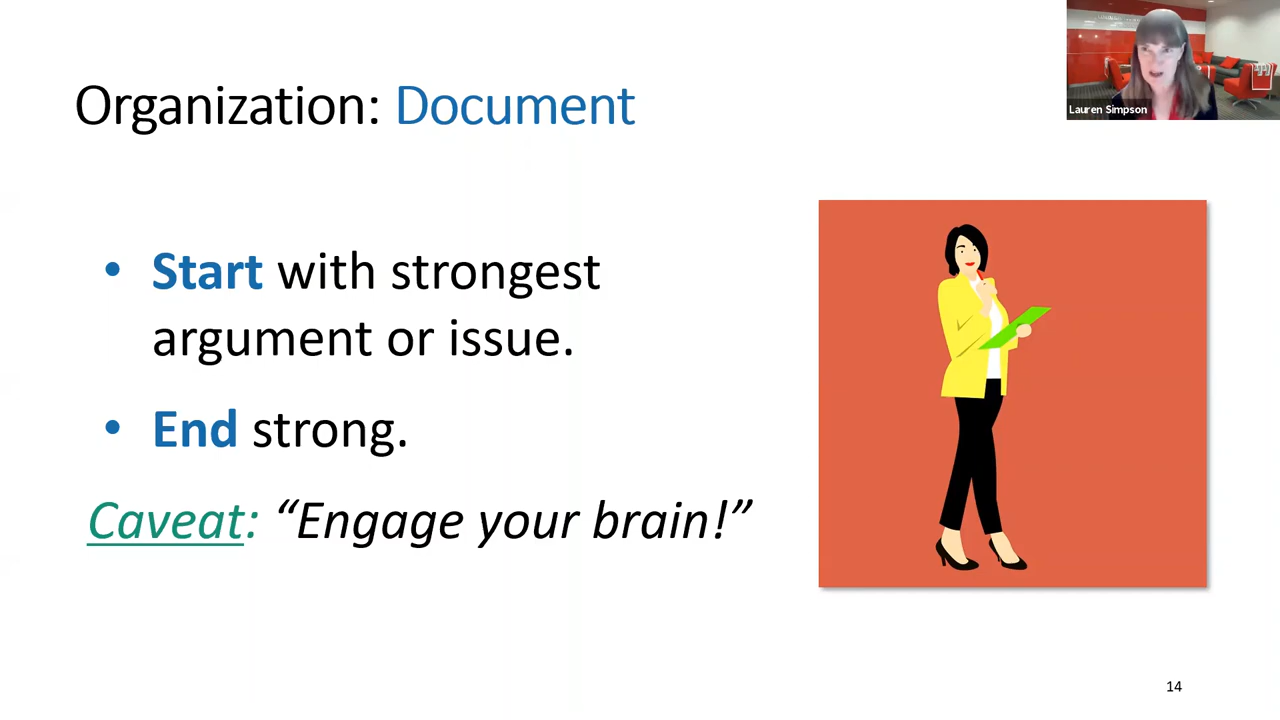 Organization: Document
Lauren Simpson
• Start with strongest
argument or issue.
• End strong.
Caveat: “Engage your brain!”
14